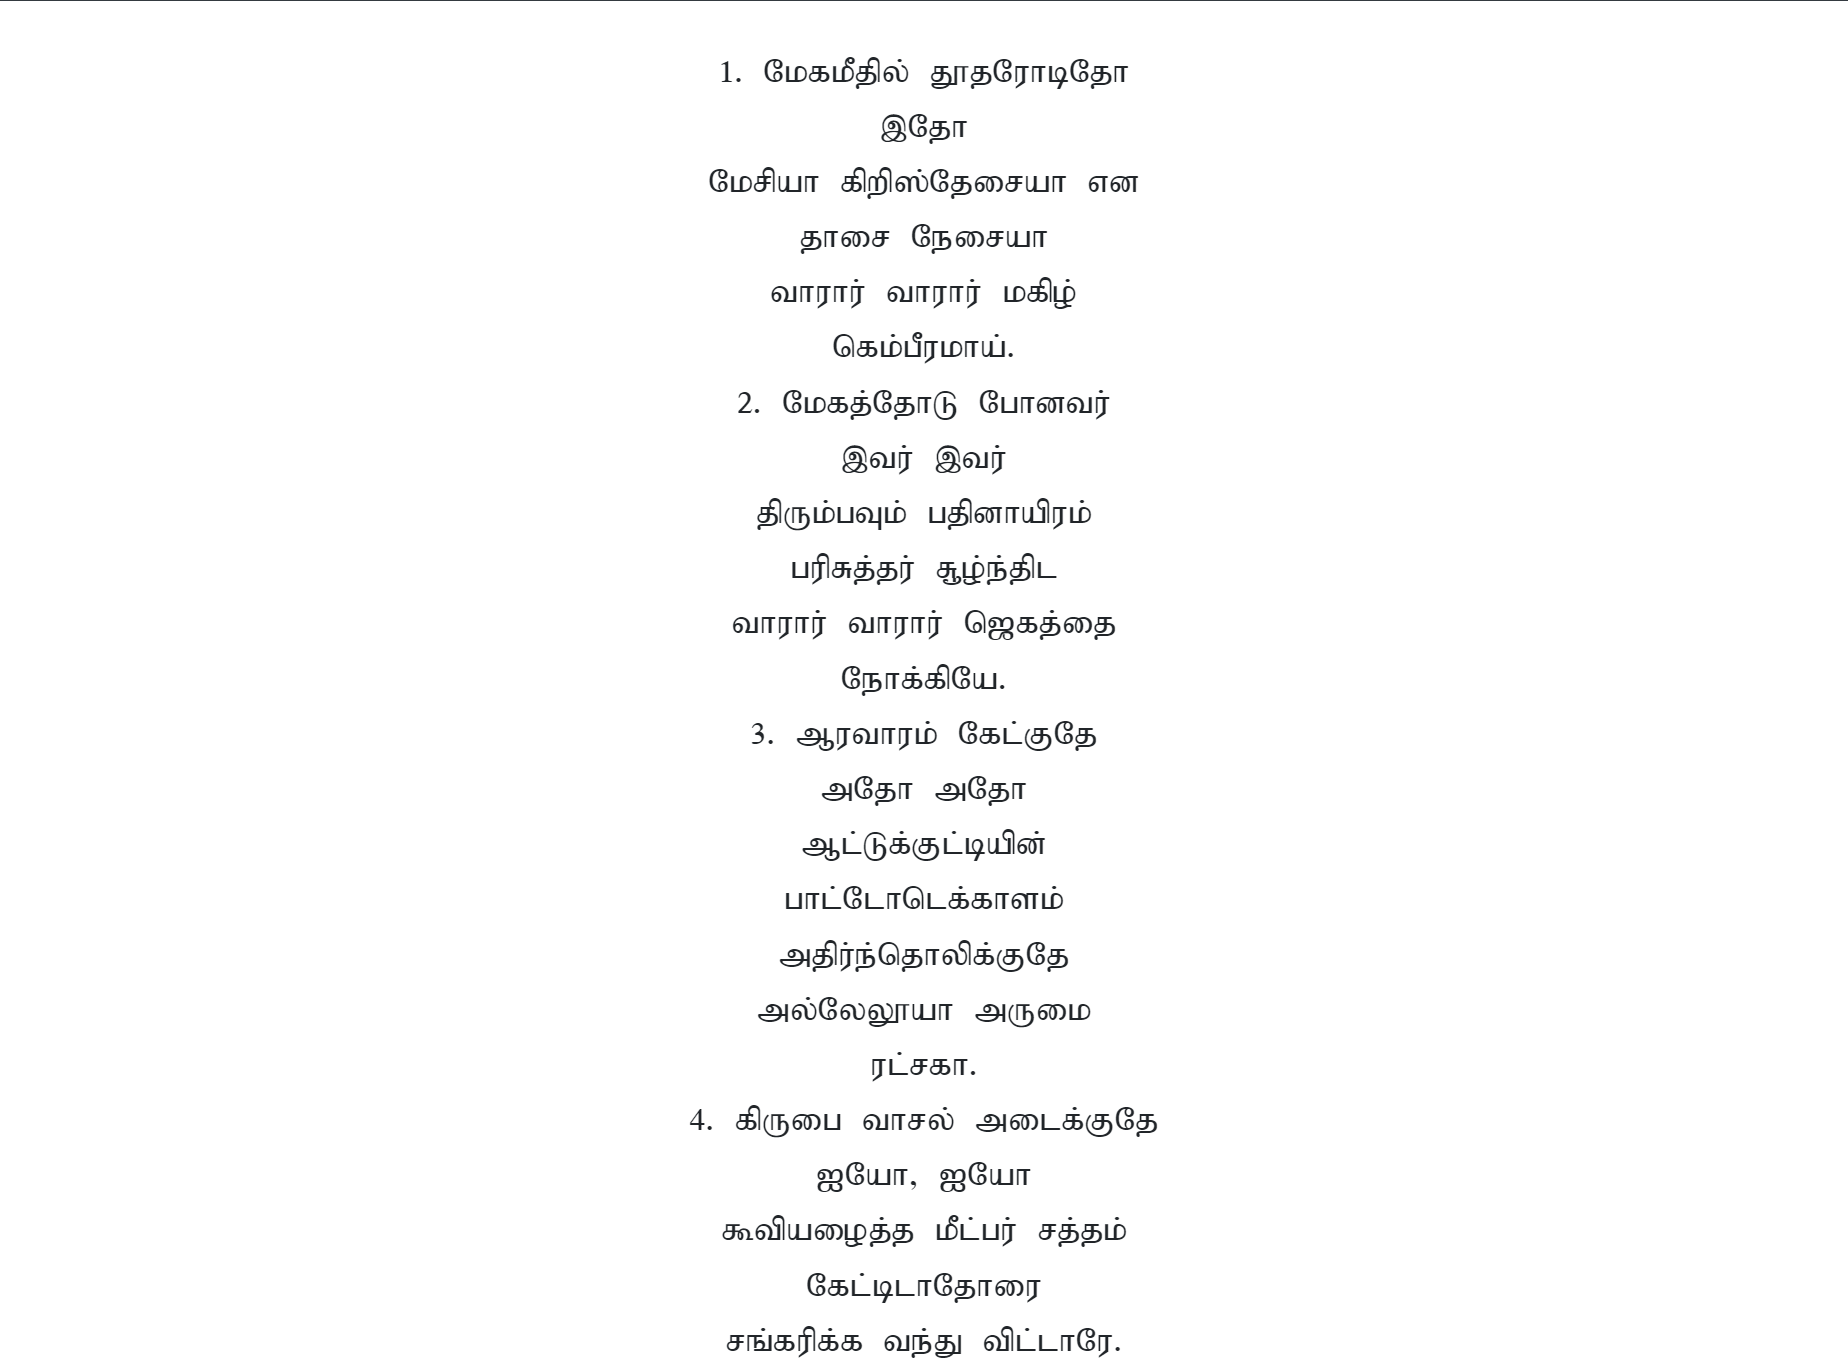 1. மேகமீதில் தூதரோடிதோ
இதோ
மேசியா கிறிஸ்தேசையா என
தாசை நேசையா
வாரார் வாரார் மகிழ்
கெம்பீரமாய்.
2. மேகத்தோடு போனவர்
இவர் இவர்
திரும்பவும் பதினாயிரம்
பரிசுத்தர் சூழ்ந்திட
வாரார் வாரார் ஜெகத்தை
நோக்கியே.
3. ஆரவாரம் கேட்குதே
அதோ அதோ
ஆட்டுக்குட்டியின்
பாட்டோடெக்காளம்
அதிர்ந்தொலிக்குதே
அல்லேலூயா அருமை
ரட்சகா.
4. கிருபை வாசல் அடைக்குதே
ஐயோ, ஐயோ
கூவியழைத்த மீட்பர் சத்தம்
கேட்டிடாதோரை
சங்கரிக்க வந்து விட்டாரே.